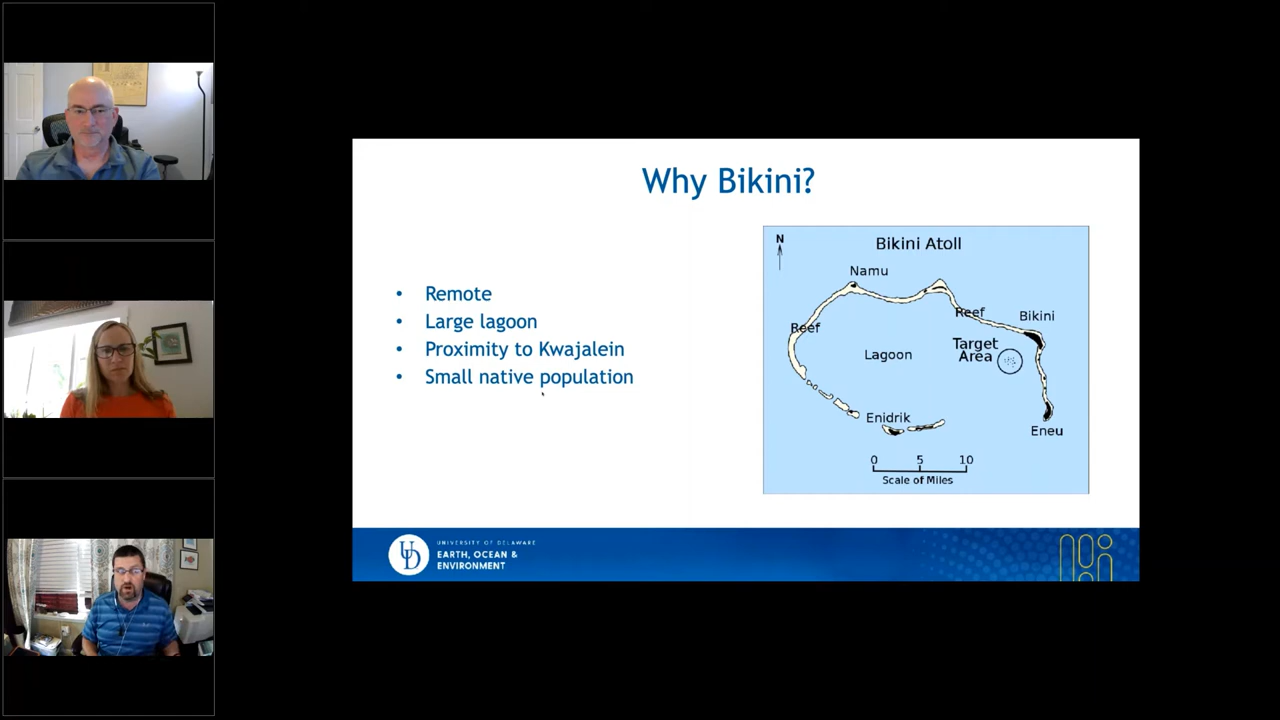 Why Bikini?
• Remote
• Large lagoon
• Proximity to Kwajalein
• Small native population
N
Bikini Atoll
Namu
Reef
Reef
Bikini
Target
Area
Lagoon
Enidrik
Eneu
0 5 10
Scale of Miles
UD
UNIVERSITY OF DELAWARE
EARTH, OCEAN &
ENVIRONMENT